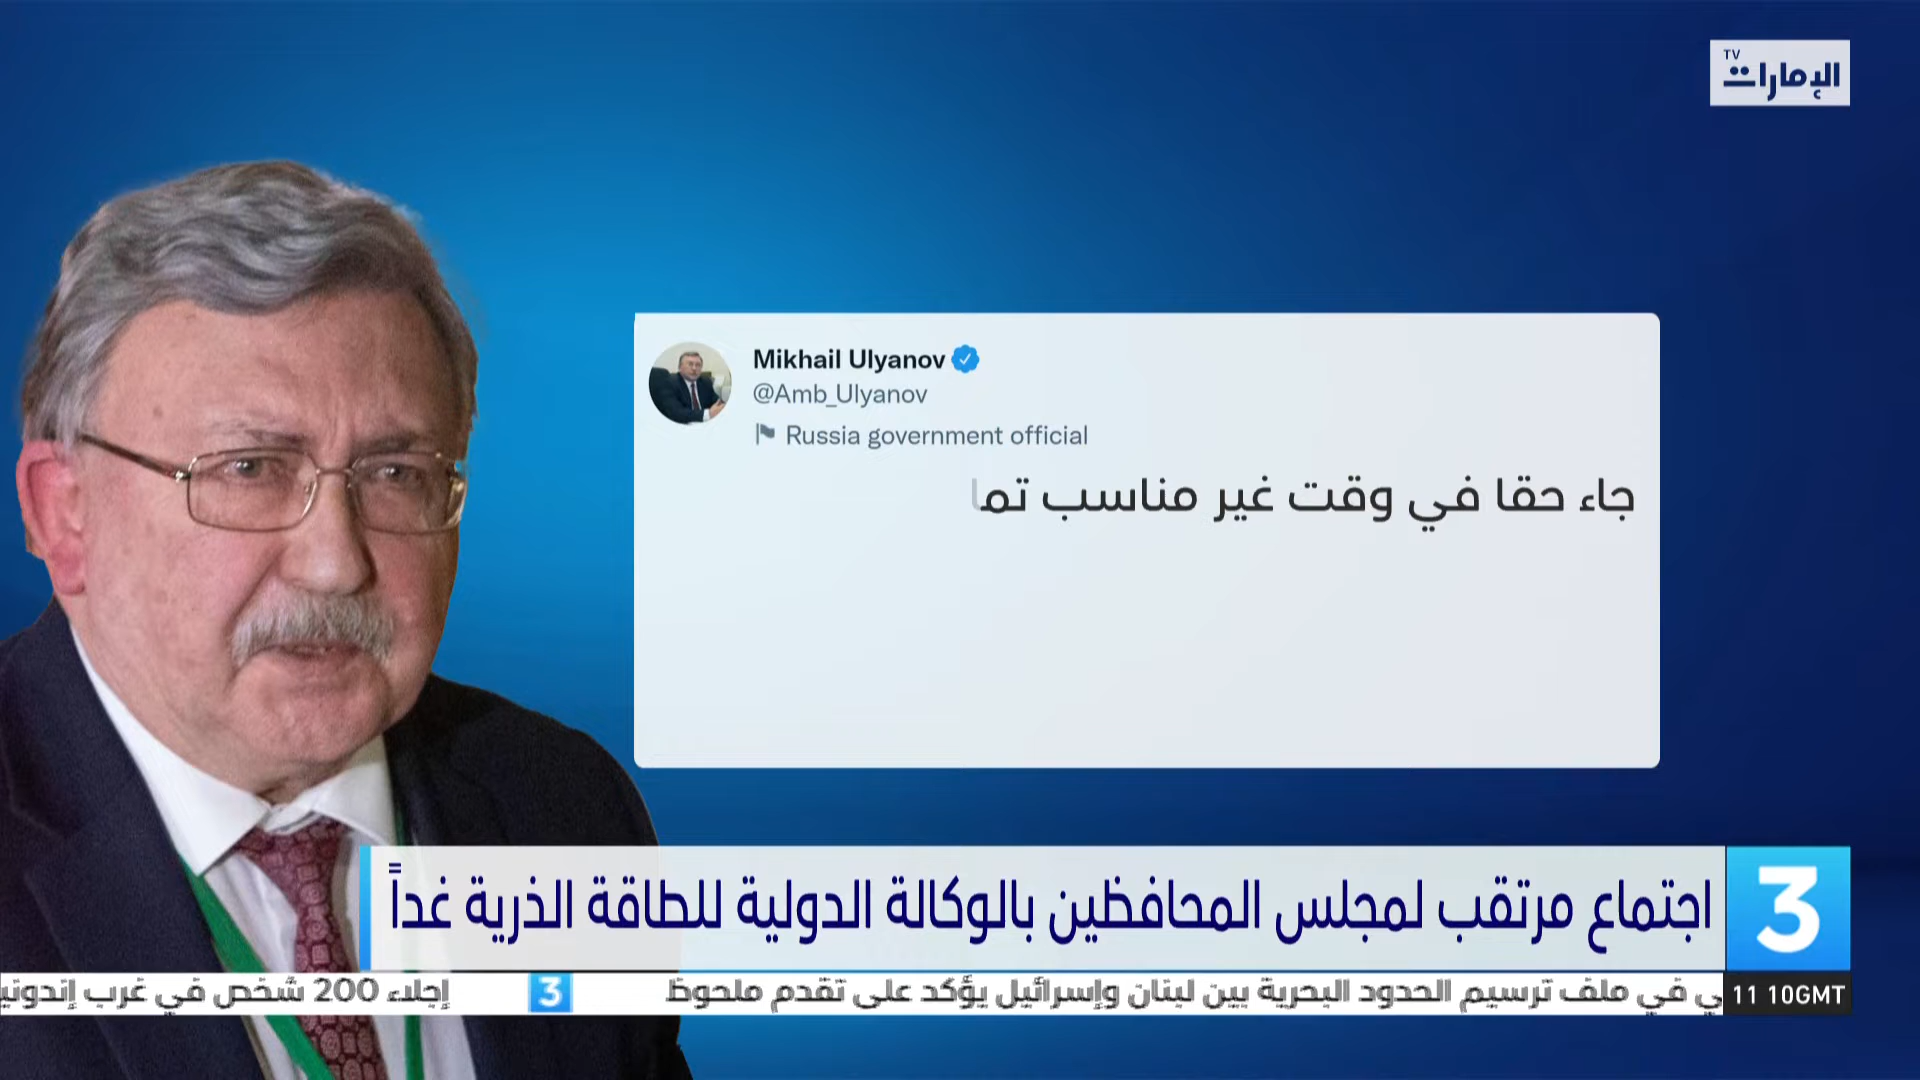 TV
الإمارات
Mikhail Ulyanov
@Amb_Ulyanov
Russia government official
جاء حقا في وقت غير مناسب تما
اجتماع مرتقب لمجلس المحافظين بالوكالة الدولية للطاقة الذرية غداً
3
ي في ملف ترسيم الحدود البحرية بين لبنان وإسرائيل يؤكد على تقدم ملحوظ 3 إجلاء 200 شخص في غرب إندوني
11 10GMT